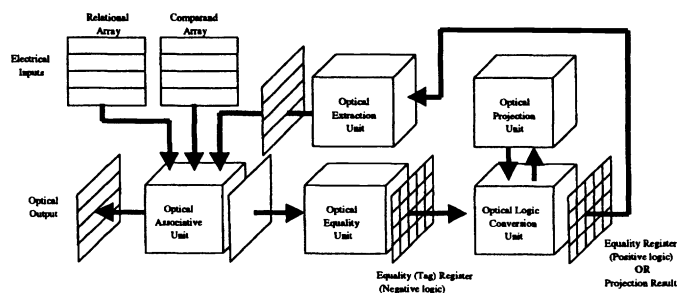 Relational
Array
Comparand
Array
Electrical
Inputs
Optical
Extraction
Unit
Optical
Projection
Unit
Optical
Output
Optical
Associative
Unit
Optical
Equality
Unit
Optical Logic
Conversion
Unit
Equality (Tag) Register
(Negative logic)
Equality Register
(Positive logic)
OR
Projection Result